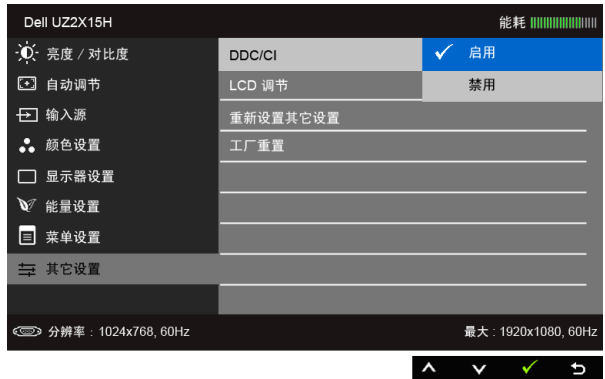 Dell UZ2X15H 能耗
亮度 / 对比度 DDC/CI 启用
自动调节 LCD 调节 禁用
输入源 重新设置其它设置
颜色设置 工厂重置
显示器设置
能量设置
菜单设置
其它设置
分辨率 : 1024x768, 60Hz 最大 : 1920x1080, 60Hz